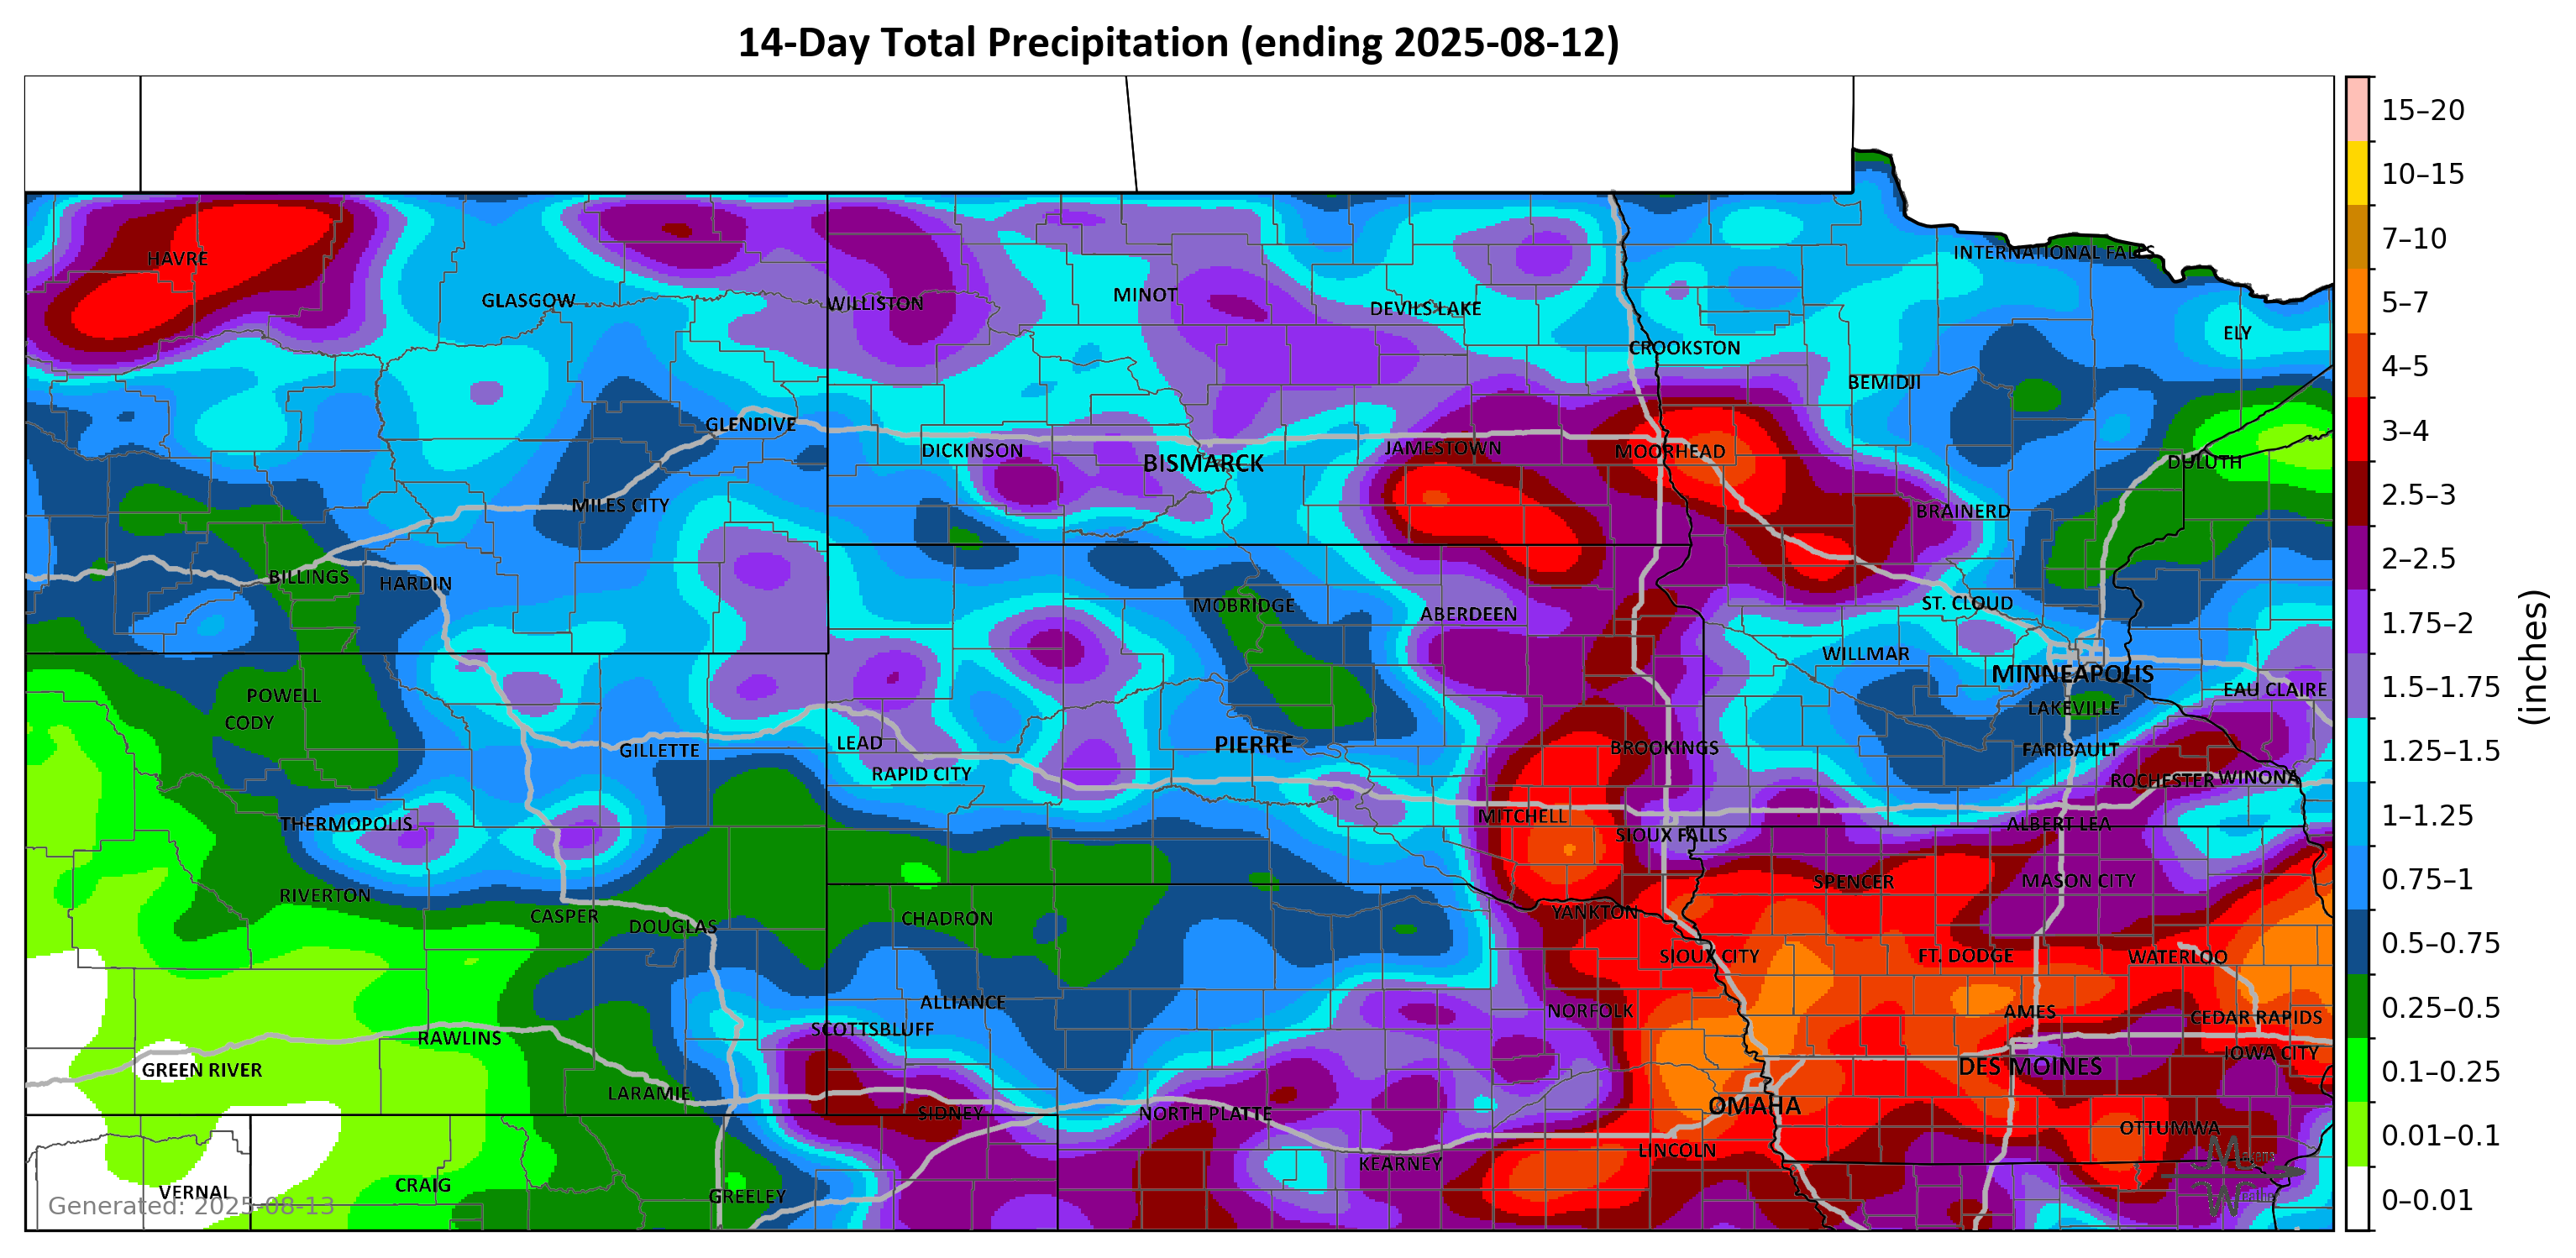 14-Day Total Precipitation (ending 2025-08-12)
15–20
10–15
7–10
5–7
4–5
3–4
2.5–3
2–2.5
1.75–2
1.5–1.75
1.25–1.5
1–1.25
0.75–1
0.5–0.75
0.25–0.5
0.1–0.25
0.01–0.1
0–0.01
(inches)
HAVRE
INTERNATIONAL FALLS
GLASGOW
WILLISTON
MINOT
DEVILS LAKE
ELY
CROOKSTON
BEMIDJI
GLENDIVE
DICKINSON
BISMARCK
JAMESTOWN
MOORHEAD
DULUTH
MILES CITY
BRAINERD
BILLINGS
HARDIN
MOBRIDGE
ABERDEEN
ST. CLOUD
WILLMAR
MINNEAPOLIS
POWELL
EAU CLAIRE
CODY
LAKEVILLE
GILLETTE
LEAD
PIERRE
BROOKINGS
FARIBAULT
RAPID CITY
ROCHESTER
WINONA
THERMOPOLIS
MITCHELL
SIOUX FALLS
ALBERT LEA
RIVERTON
SPENCER
MASON CITY
CASPER
DOUGLAS
CHADRON
YANKTON
SIOUX CITY
FT. DODGE
WATERLOO
ALLIANCE
NORFOLK
AMES
CEDAR RAPIDS
SCOTTSBLUFF
RAWLINS
IOWA CITY
GREEN RIVER
DES MOINES
LARAMIE
SIDNEY
NORTH PLATTE
OMAHA
OTTUMWA
LINCOLN
KEARNEY
Makens
Weather
VERNAL
CRAIG
GREELEY
Generated: 2025-08-13